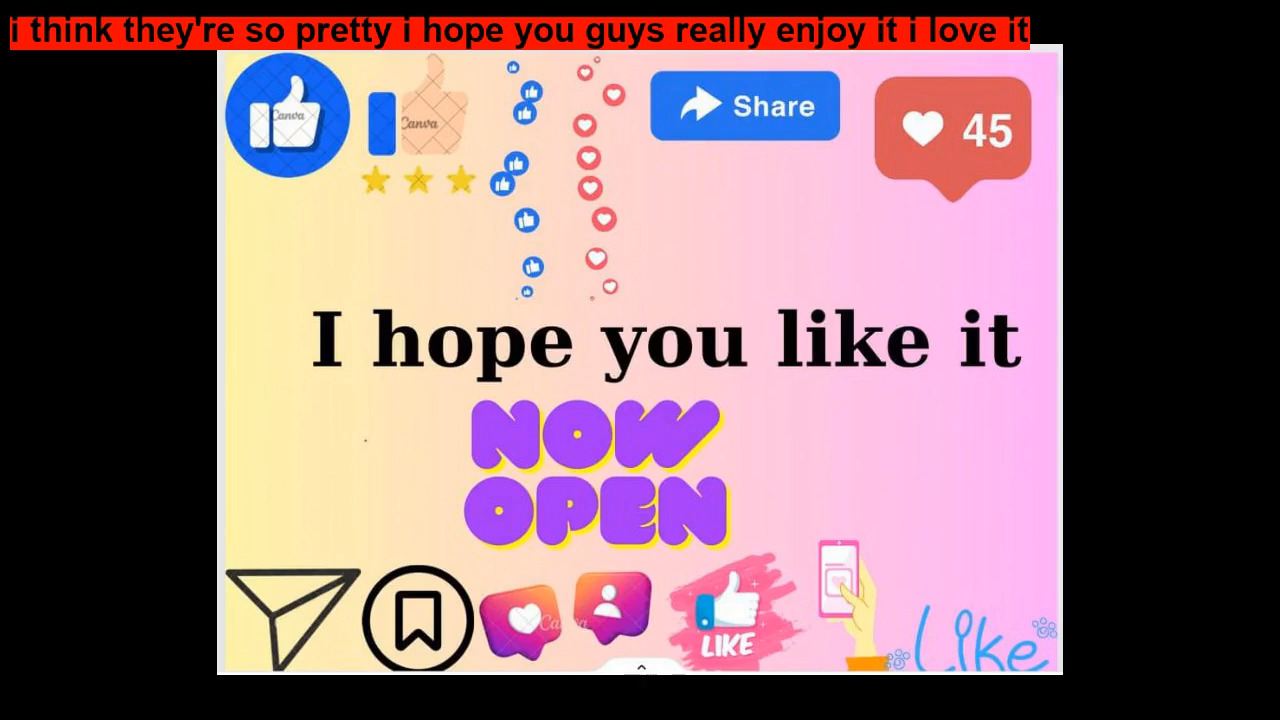 i think they're so pretty i hope you guys really enjoy it i love it
Canva
Canva
Share
45
I hope you like it
NOW
OPEN
Canva
LIKE
Like